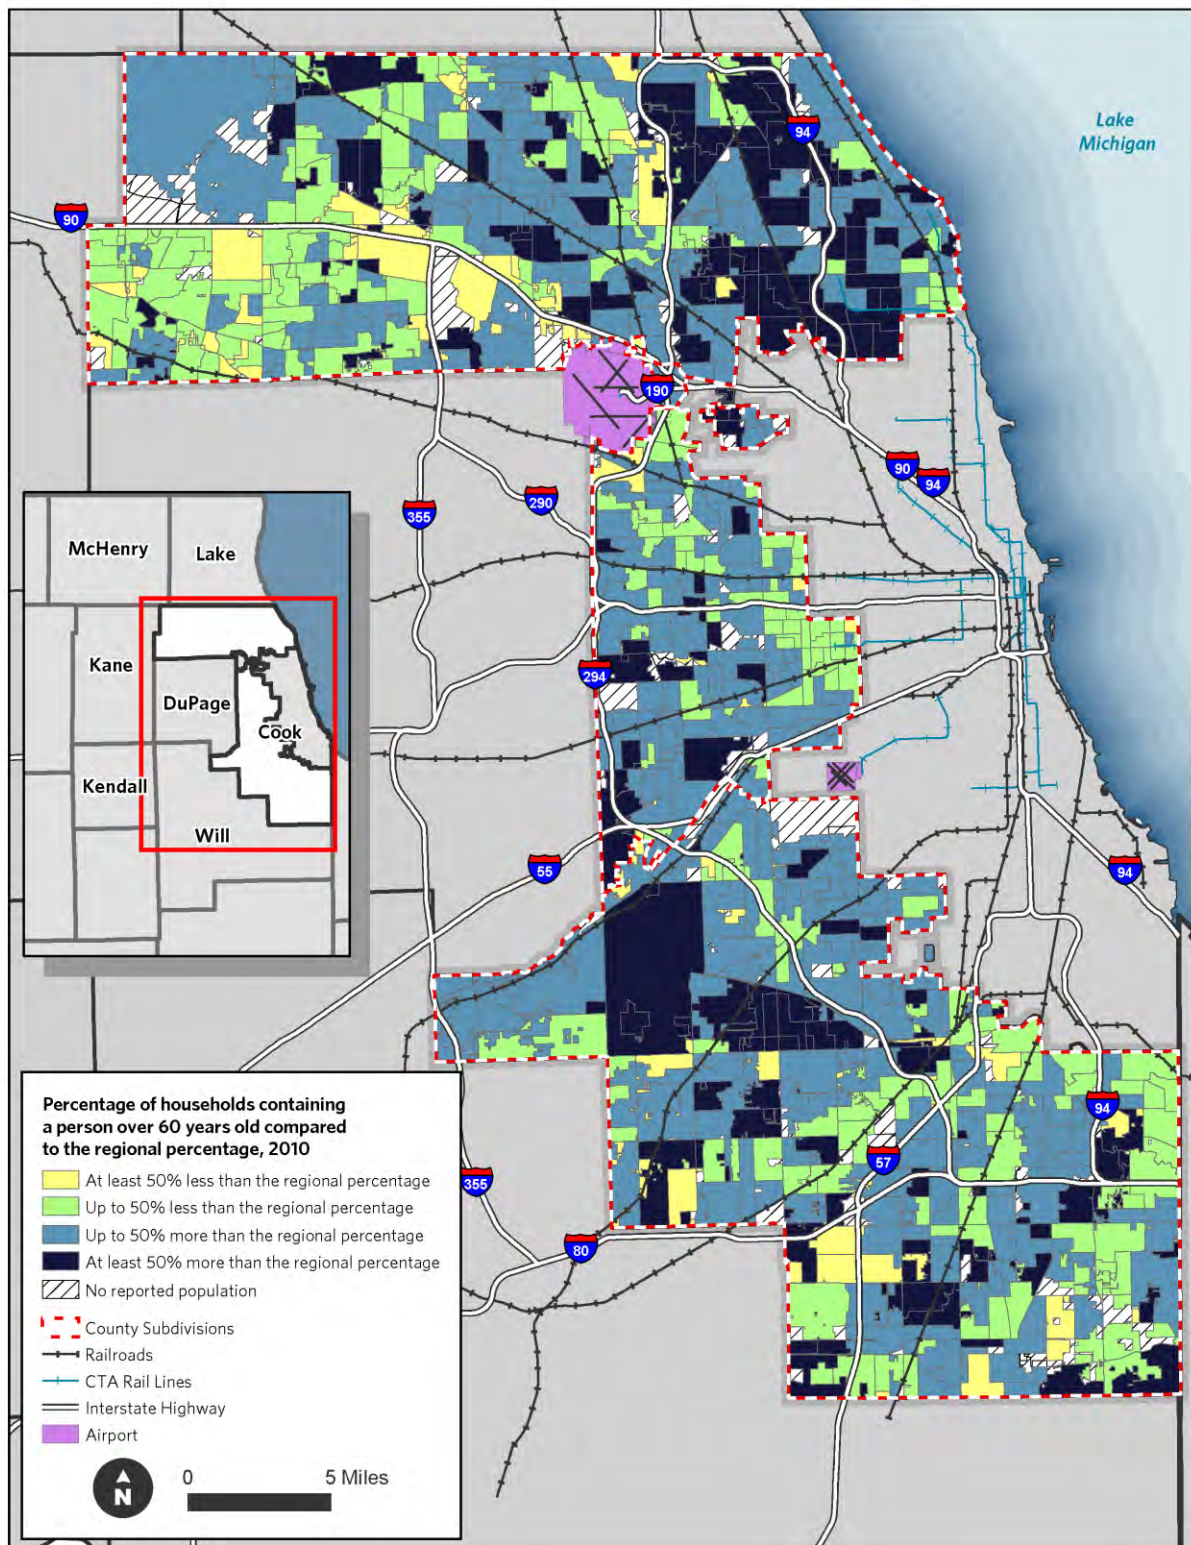 Lake
Michigan
94
90
190
90
94
290
355
294
McHenry
Lake
Kane
DuPage
Cook
Kendall
Will
55
94
94
57
355
80
Percentage of households containing
a person over 60 years old compared
to the regional percentage, 2010
At least 50% less than the regional percentage
Up to 50% less than the regional percentage
Up to 50% more than the regional percentage
At least 50% more than the regional percentage
No reported population
County Subdivisions
Railroads
CTA Rail Lines
Interstate Highway
Airport
N
0 5 Miles